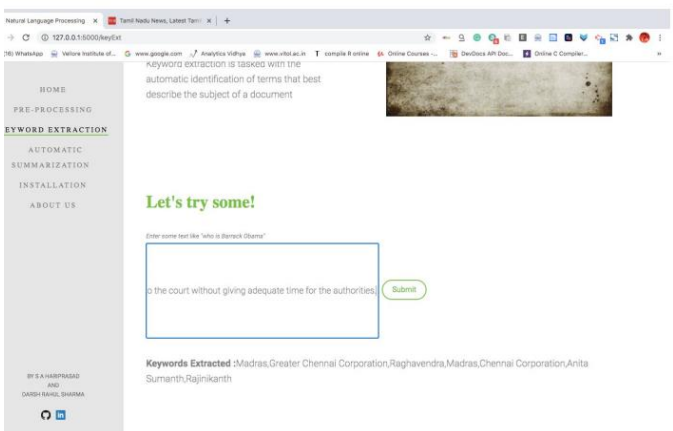 Natural Language Processing
Tamil Nadu News, Latest Tamil
127.0.0.1:5000/keyExt
WhatsApp
Vellore Institute of...
www.google.com
Analytics Vidhya
www.vitol.ac.in
compile R online
Online Courses -...
DevDocs API Doc...
Online C Compiler...
HOME
PRE-PROCESSING
EYWORD EXTRACTION
AUTOMATIC
SUMMARIZATION
INSTALLATION
ABOUT US
BY S A HARIPRASAD
AND
DARSH RAHUL SHARMA
Keyword extraction is tasked with the
automatic identification of terms that best
describe the subject of a document
Let's try some!
Enter some text like "who is Barrack Obama"
o the court without giving adequate time for the authorities,
Submit
Keywords Extracted :Madras,Greater Chennai Corporation,Raghavendra,Madras,Chennai Corporation,Anita
Sumanth,Rajinikanth